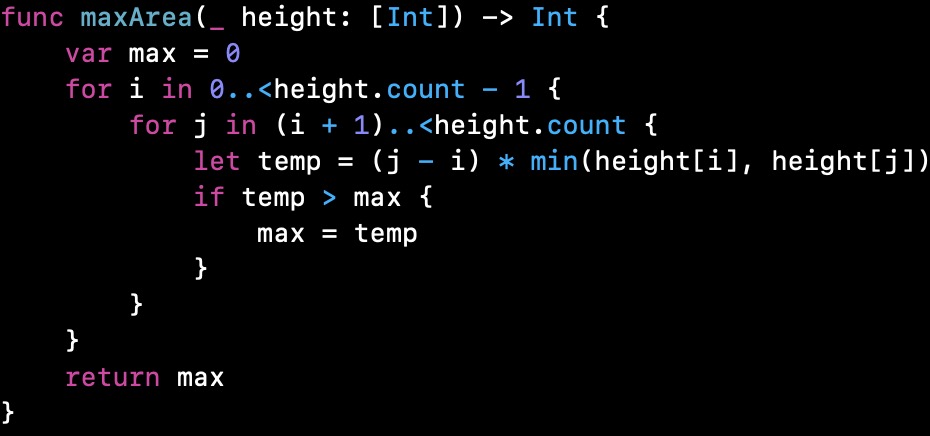 func maxArea(_ height: [Int]) -> Int {
    var max = 0
    for i in 0..<height.count - 1 {
        for j in (i + 1)..<height.count {
            let temp = (j - i) * min(height[i], height[j])
            if temp > max {
                max = temp
            }
        }
    }
    return max
}